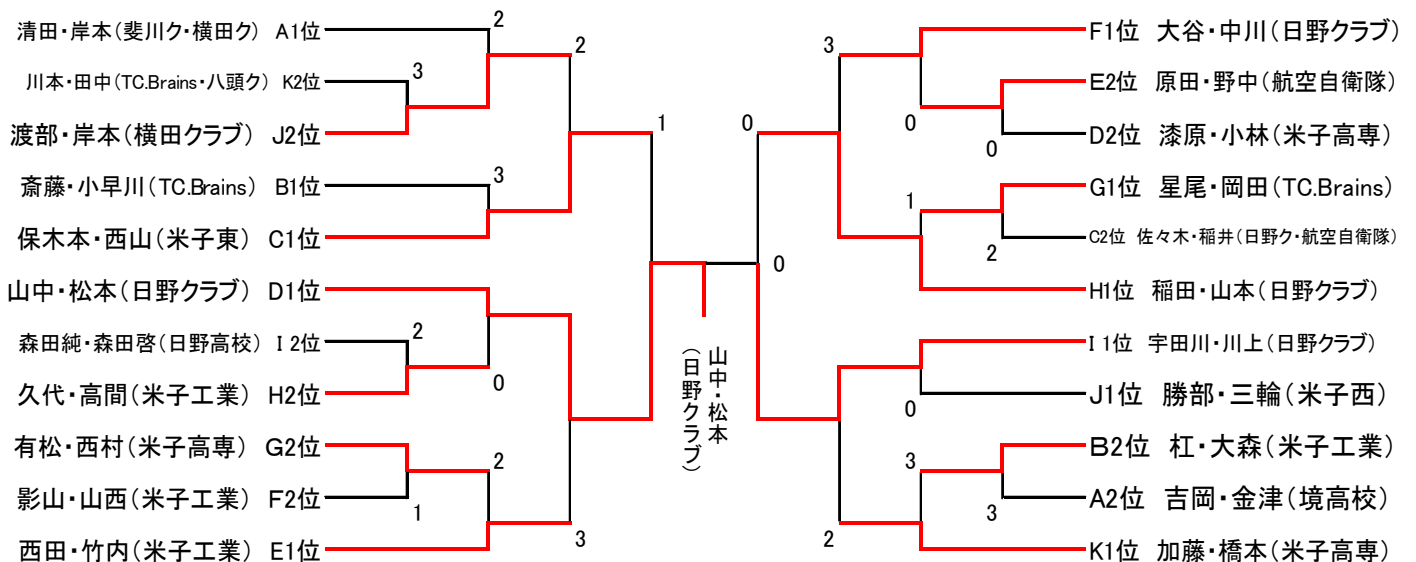 清田・岸本(斐川ク・横田ク) A1位
川本・田中(TC.Brains・八頭ク) K2位
渡部・岸本(横田クラブ) J2位
斎藤・小早川(TC.Brains) B1位
保木本・西山(米子東) C1位
山中・松本(日野クラブ) D1位
森田純・森田啓(日野高校) I 2位
久代・高間(米子工業) H2位
有松・西村(米子高専) G2位
影山・山西(米子工業) F2位
西田・竹内(米子工業) E1位
2
3
2
3
1
2
0
2
1
3
山中・松本
(日野クラブ)
0
0
3
0
0
1
2
0
3
3
2
F1位 大谷・中川(日野クラブ)
E2位 原田・野中(航空自衛隊)
D2位 漆原・小林(米子高専)
G1位 星尾・岡田(TC.Brains)
C2位 佐々木・稲井(日野ク・航空自衛隊)
H1位 稲田・山本(日野クラブ)
I 1位 宇田川・川上(日野クラブ)
J1位 勝部・三輪(米子西)
B2位 杠・大森(米子工業)
A2位 吉岡・金津(境高校)
K1位 加藤・橋本(米子高専)